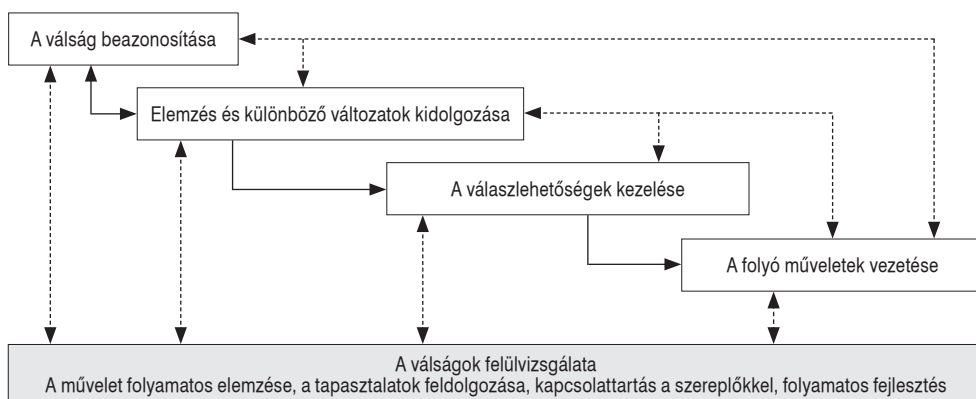 A válság beazonosítása
Elemzés és különböző változatok kidolgozása
A válaszlehetőségek kezelése
A folyó műveletek vezetése
A válságok felülvizsgálata
A művelet folyamatos elemzése, a tapasztalatok feldolgozása, kapcsolattartás a szereplőkkel, folyamatos fejlesztés